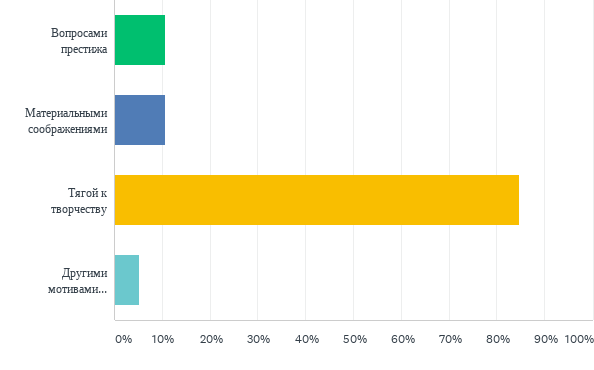 Вопросами
престижа
Материальными
соображениями
Тягой к
творчеству
Другими
мотивами...
0% 10% 20% 30% 40% 50% 60% 70% 80% 90% 100%